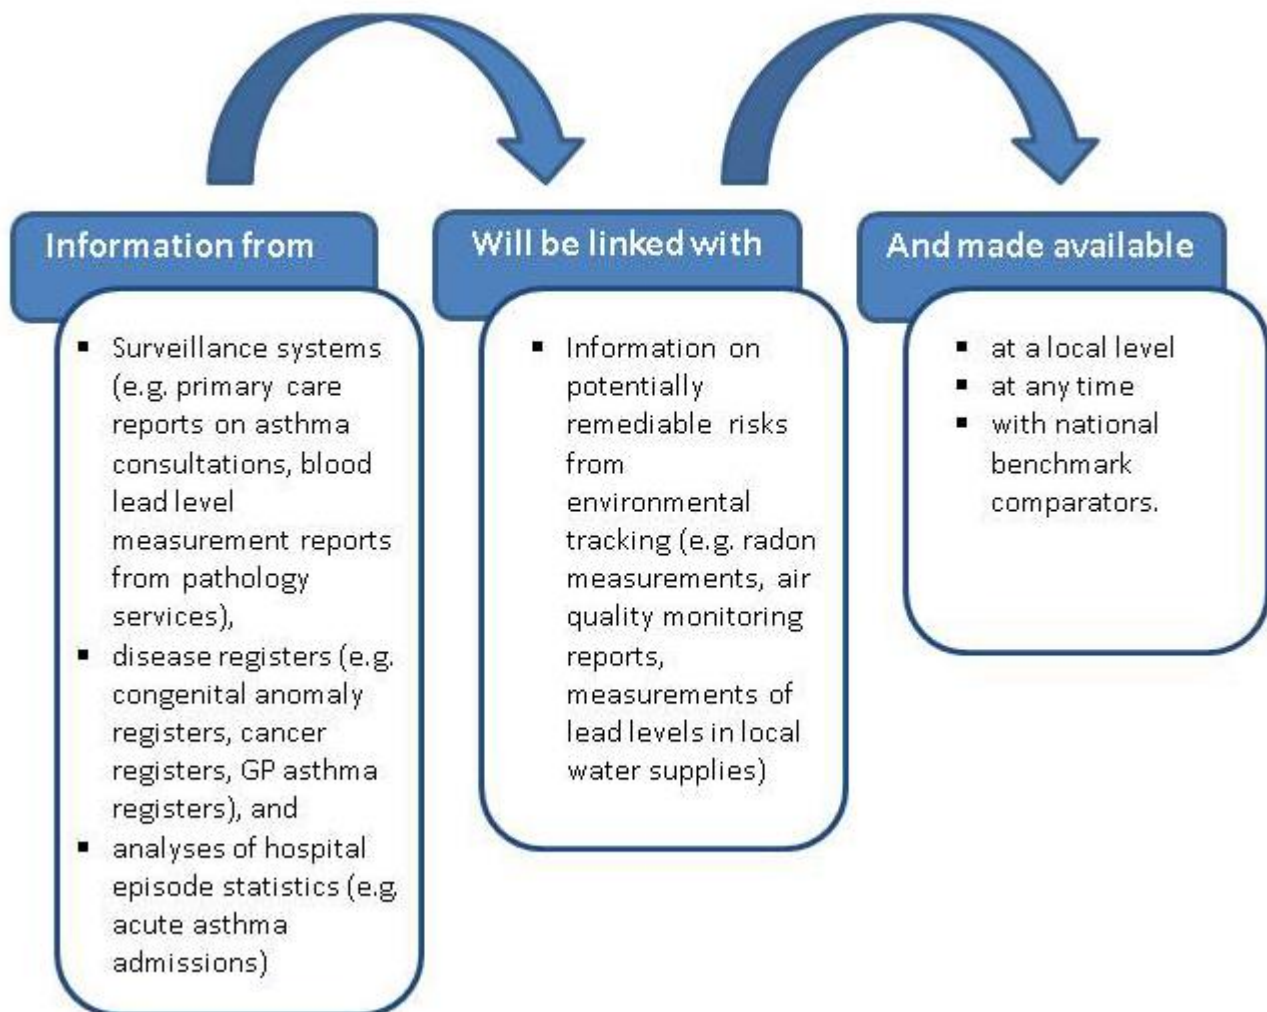 Information from
Surveillance systems
(e.g. primary care
reports on asthma
consultations, blood
lead level
measurement reports
from pathology
services),
disease registers (e.g.
congenital anomaly
registers, cancer
registers, GP asthma
registers), and
analyses of hospital
episode statistics (e.g.
acute asthma
admissions)
Will be linked with
Information on
potentially
remediable risks
from
environmental
tracking (e.g. radon
measurements, air
quality monitoring
reports,
measurements of
lead levels in local
water supplies)
And made available
at a local level
at any time
with national
benchmark
comparators.